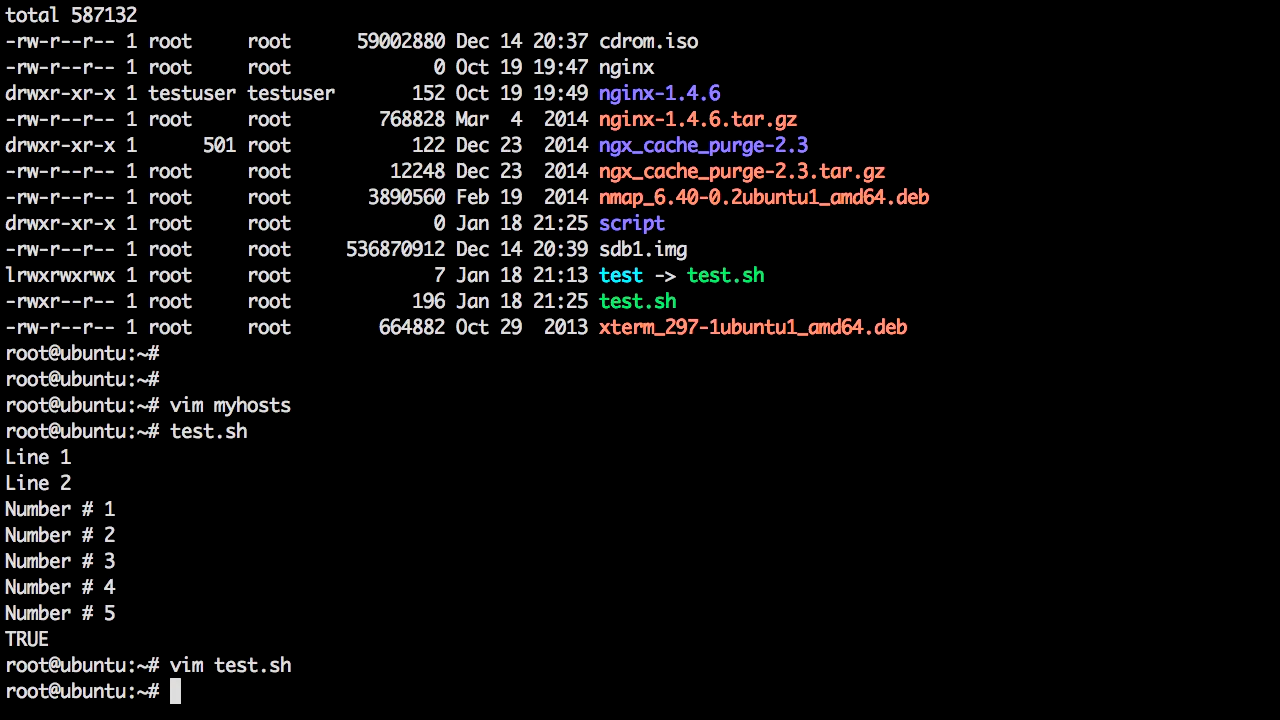 total 587132
-rw-r--r-- 1 root     root      59002880 Dec 14 20:37 cdrom.iso
-rw-r--r-- 1 root     root             0 Oct 19 19:47 nginx
drwxr-xr-x 1 testuser testuser       152 Oct 19 19:49 nginx-1.4.6
-rw-r--r-- 1 root     root        768828 Mar  4  2014 nginx-1.4.6.tar.gz
drwxr-xr-x 1      501 root           122 Dec 23  2014 ngx_cache_purge-2.3
-rw-r--r-- 1 root     root         12248 Dec 23  2014 ngx_cache_purge-2.3.tar.gz
-rw-r--r-- 1 root     root       3890560 Feb 19  2014 nmap_6.40-0.2ubuntu1_amd64.deb
drwxr-xr-x 1 root     root             0 Jan 18 21:25 script
-rw-r--r-- 1 root     root     536870912 Dec 14 20:39 sdb1.img
lrwxrwxrwx 1 root     root             7 Jan 18 21:13 test -> test.sh
-rwxr--r-- 1 root     root           196 Jan 18 21:25 test.sh
-rw-r--r-- 1 root     root        664882 Oct 29  2013 xterm_297-1ubuntu1_amd64.deb
root@ubuntu:~#
root@ubuntu:~#
root@ubuntu:~# vim myhosts
root@ubuntu:~# test.sh
Line 1
Line 2
Number # 1
Number # 2
Number # 3
Number # 4
Number # 5
TRUE
root@ubuntu:~# vim test.sh
root@ubuntu:~#